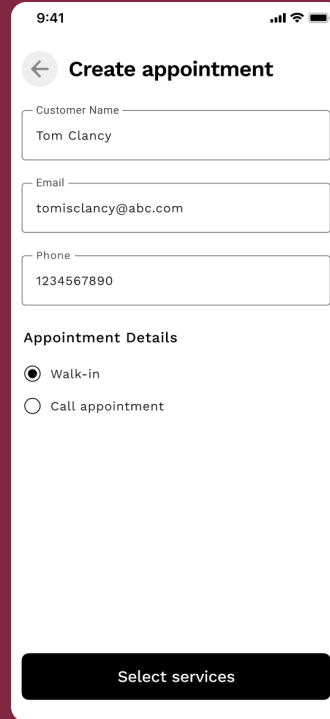 9:41
Create appointment
Customer Name
Tom Clancy
Email
tomisclancy@abc.com
Phone
1234567890
Appointment Details
Walk-in
Call appointment
Select services